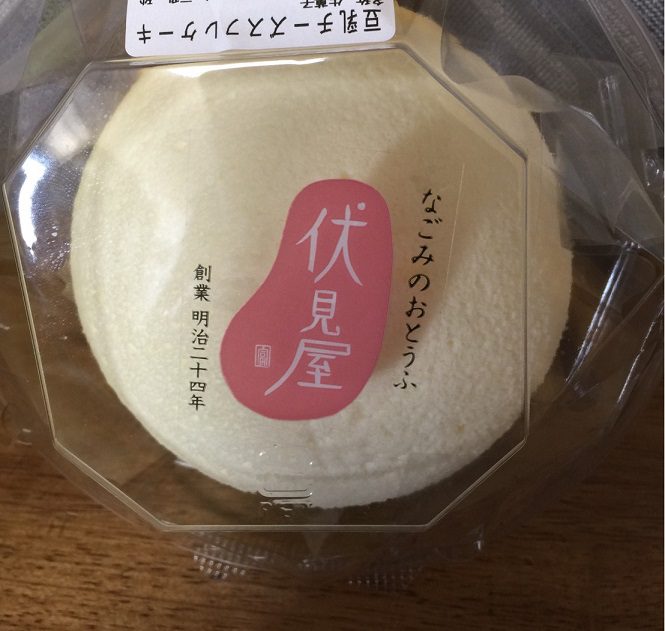 豆乳チーズスフレケーキ
なごみのおとうふ
伏見屋
創業 明治二十四年